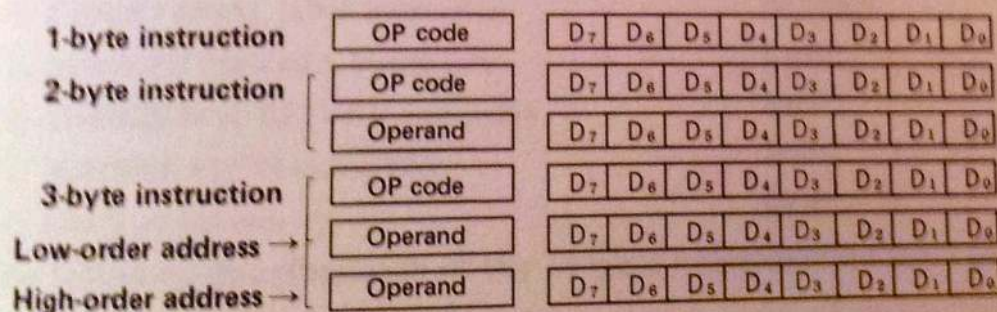 1-byte instruction OP code D₇ D₆ D₅ D₄ D₃ D₂ D₁ D₀
2-byte instruction OP code D₇ D₆ D₅ D₄ D₃ D₂ D₁ D₀
Operand D₇ D₆ D₅ D₄ D₃ D₂ D₁ D₀
3-byte instruction OP code D₇ D₆ D₅ D₄ D₃ D₂ D₁ D₀
Low-order address → Operand D₇ D₆ D₅ D₄ D₃ D₂ D₁ D₀
High-order address → Operand D₇ D₆ D₅ D₄ D₃ D₂ D₁ D₀